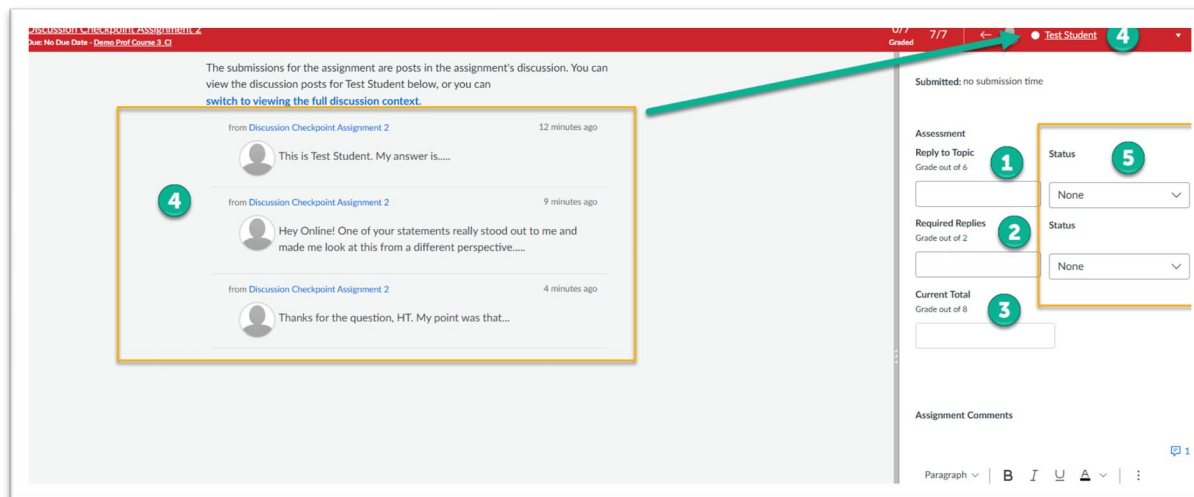 Discussion Checkpoint Assignment 2
Due: No Due Date - Demo Prof Course 3_CI
0/7
Graded
7/7
Test Student
4
The submissions for the assignment are posts in the assignment's discussion. You can
view the discussion posts for Test Student below, or you can
switch to viewing the full discussion context.
from Discussion Checkpoint Assignment 2
12 minutes ago
This is Test Student. My answer is.....
4
from Discussion Checkpoint Assignment 2
9 minutes ago
Hey Online! One of your statements really stood out to me and
made me look at this from a different perspective.....
from Discussion Checkpoint Assignment 2
4 minutes ago
Thanks for the question, HT. My point was that...
Submitted: no submission time
Assessment
Reply to Topic
Grade out of 6
1
Status
5
None
Required Replies
Grade out of 2
2
Status
None
Current Total
Grade out of 8
3
Assignment Comments
1
Paragraph
B I U A